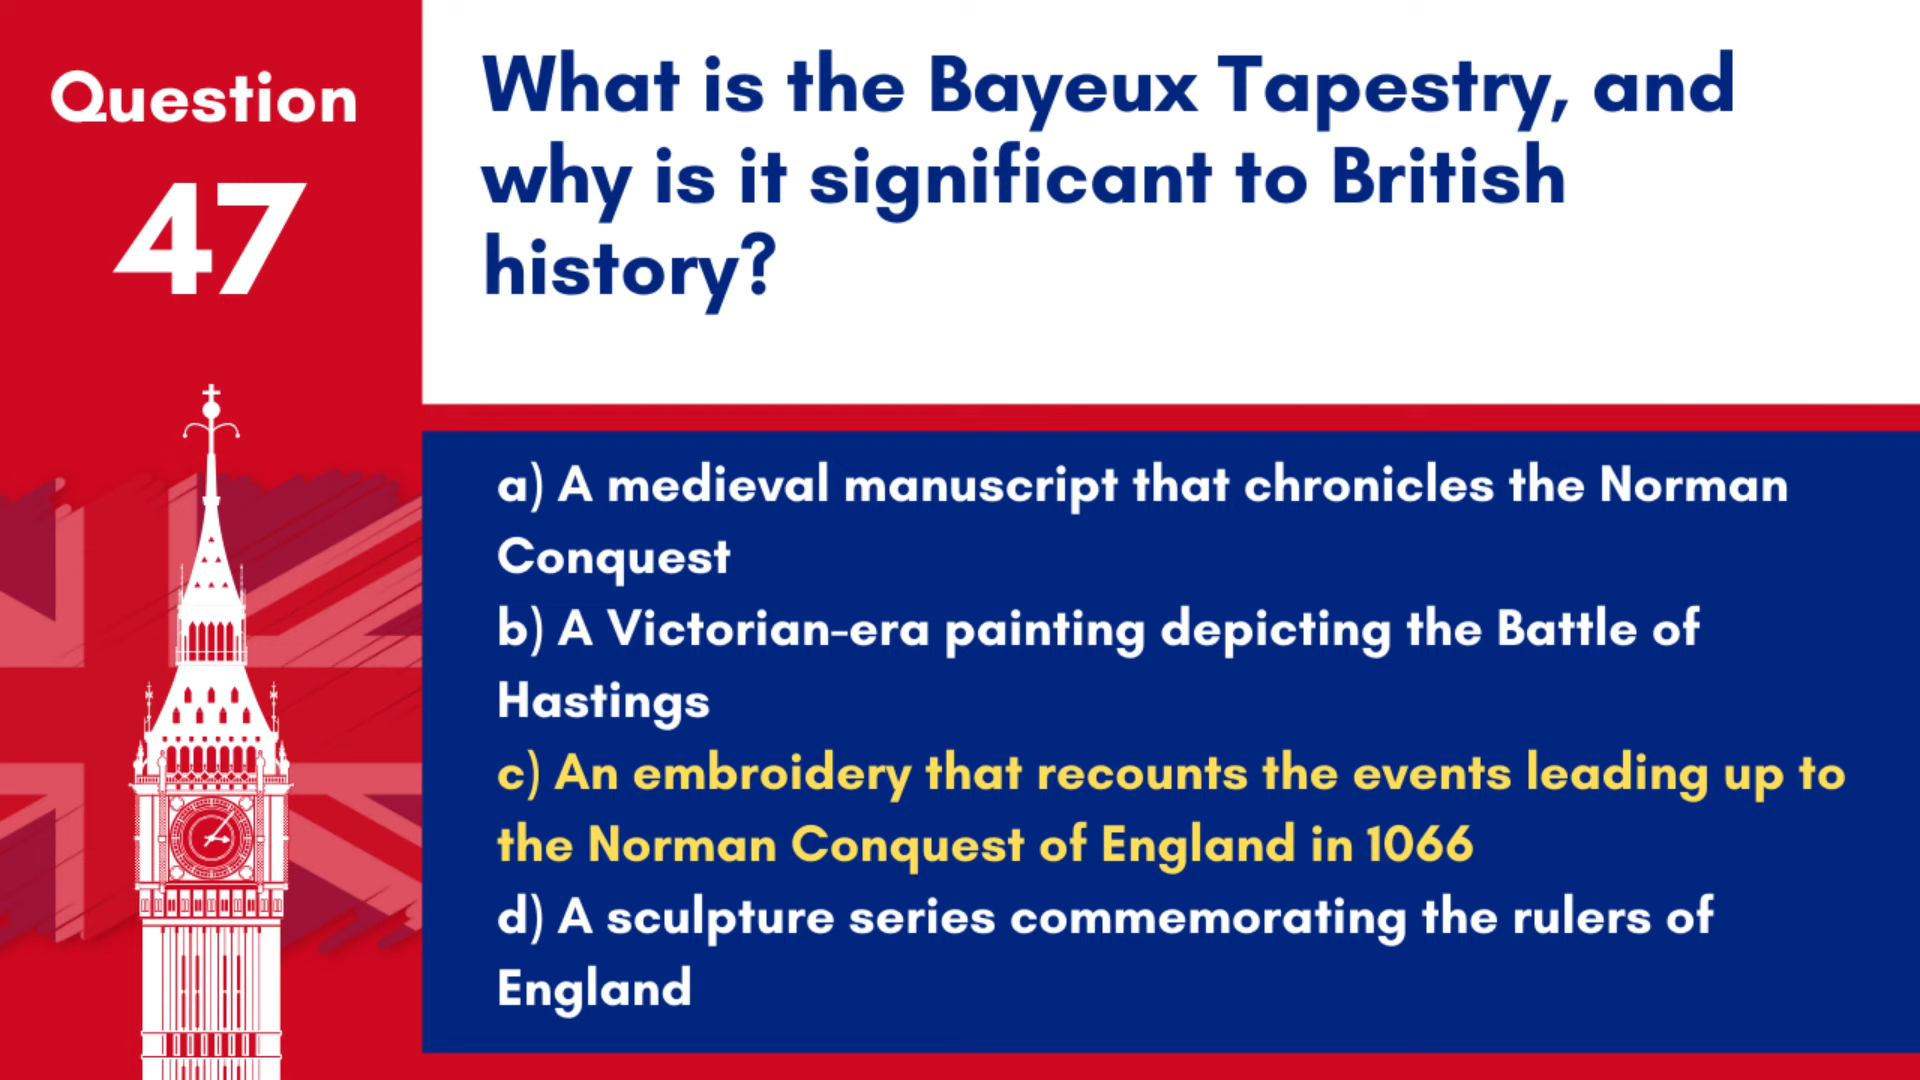 Question
47
What is the Bayeux Tapestry, and
why is it significant to British
history?
a) A medieval manuscript that chronicles the Norman
Conquest
b) A Victorian-era painting depicting the Battle of
Hastings
c) An embroidery that recounts the events leading up to
the Norman Conquest of England in 1066
d) A sculpture series commemorating the rulers of
England